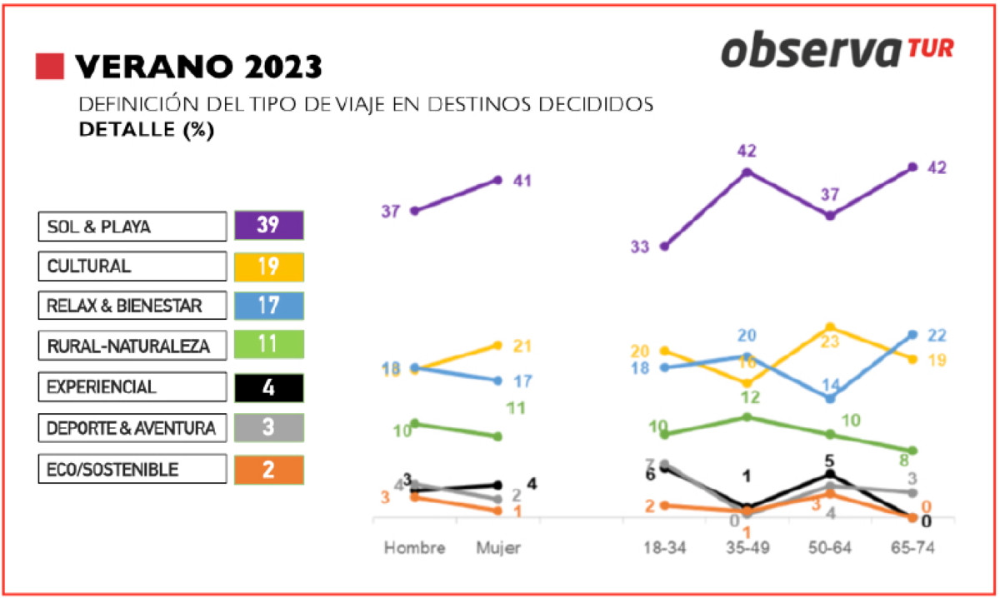 observaTUR
VERANO 2023
DEFINICIÓN DEL TIPO DE VIAJE EN DESTINOS DECIDIDOS
DETALLE (%)
SOL & PLAYA 39
CULTURAL 19
RELAX & BIENESTAR 17
RURAL-NATURALEZA 11
EXPERIENCIAL 4
DEPORTE & AVENTURA 3
ECO/SOSTENIBLE 2
37 41 33 42 37 42
21 20 16 23 19
18 17 18 20 14 22
10 11 10 12 10 8
3 4 6 1 5 0
4 2 7 0 4 3
3 1 2 1 3 0
Hombre Mujer 18-34 35-49 50-64 65-74